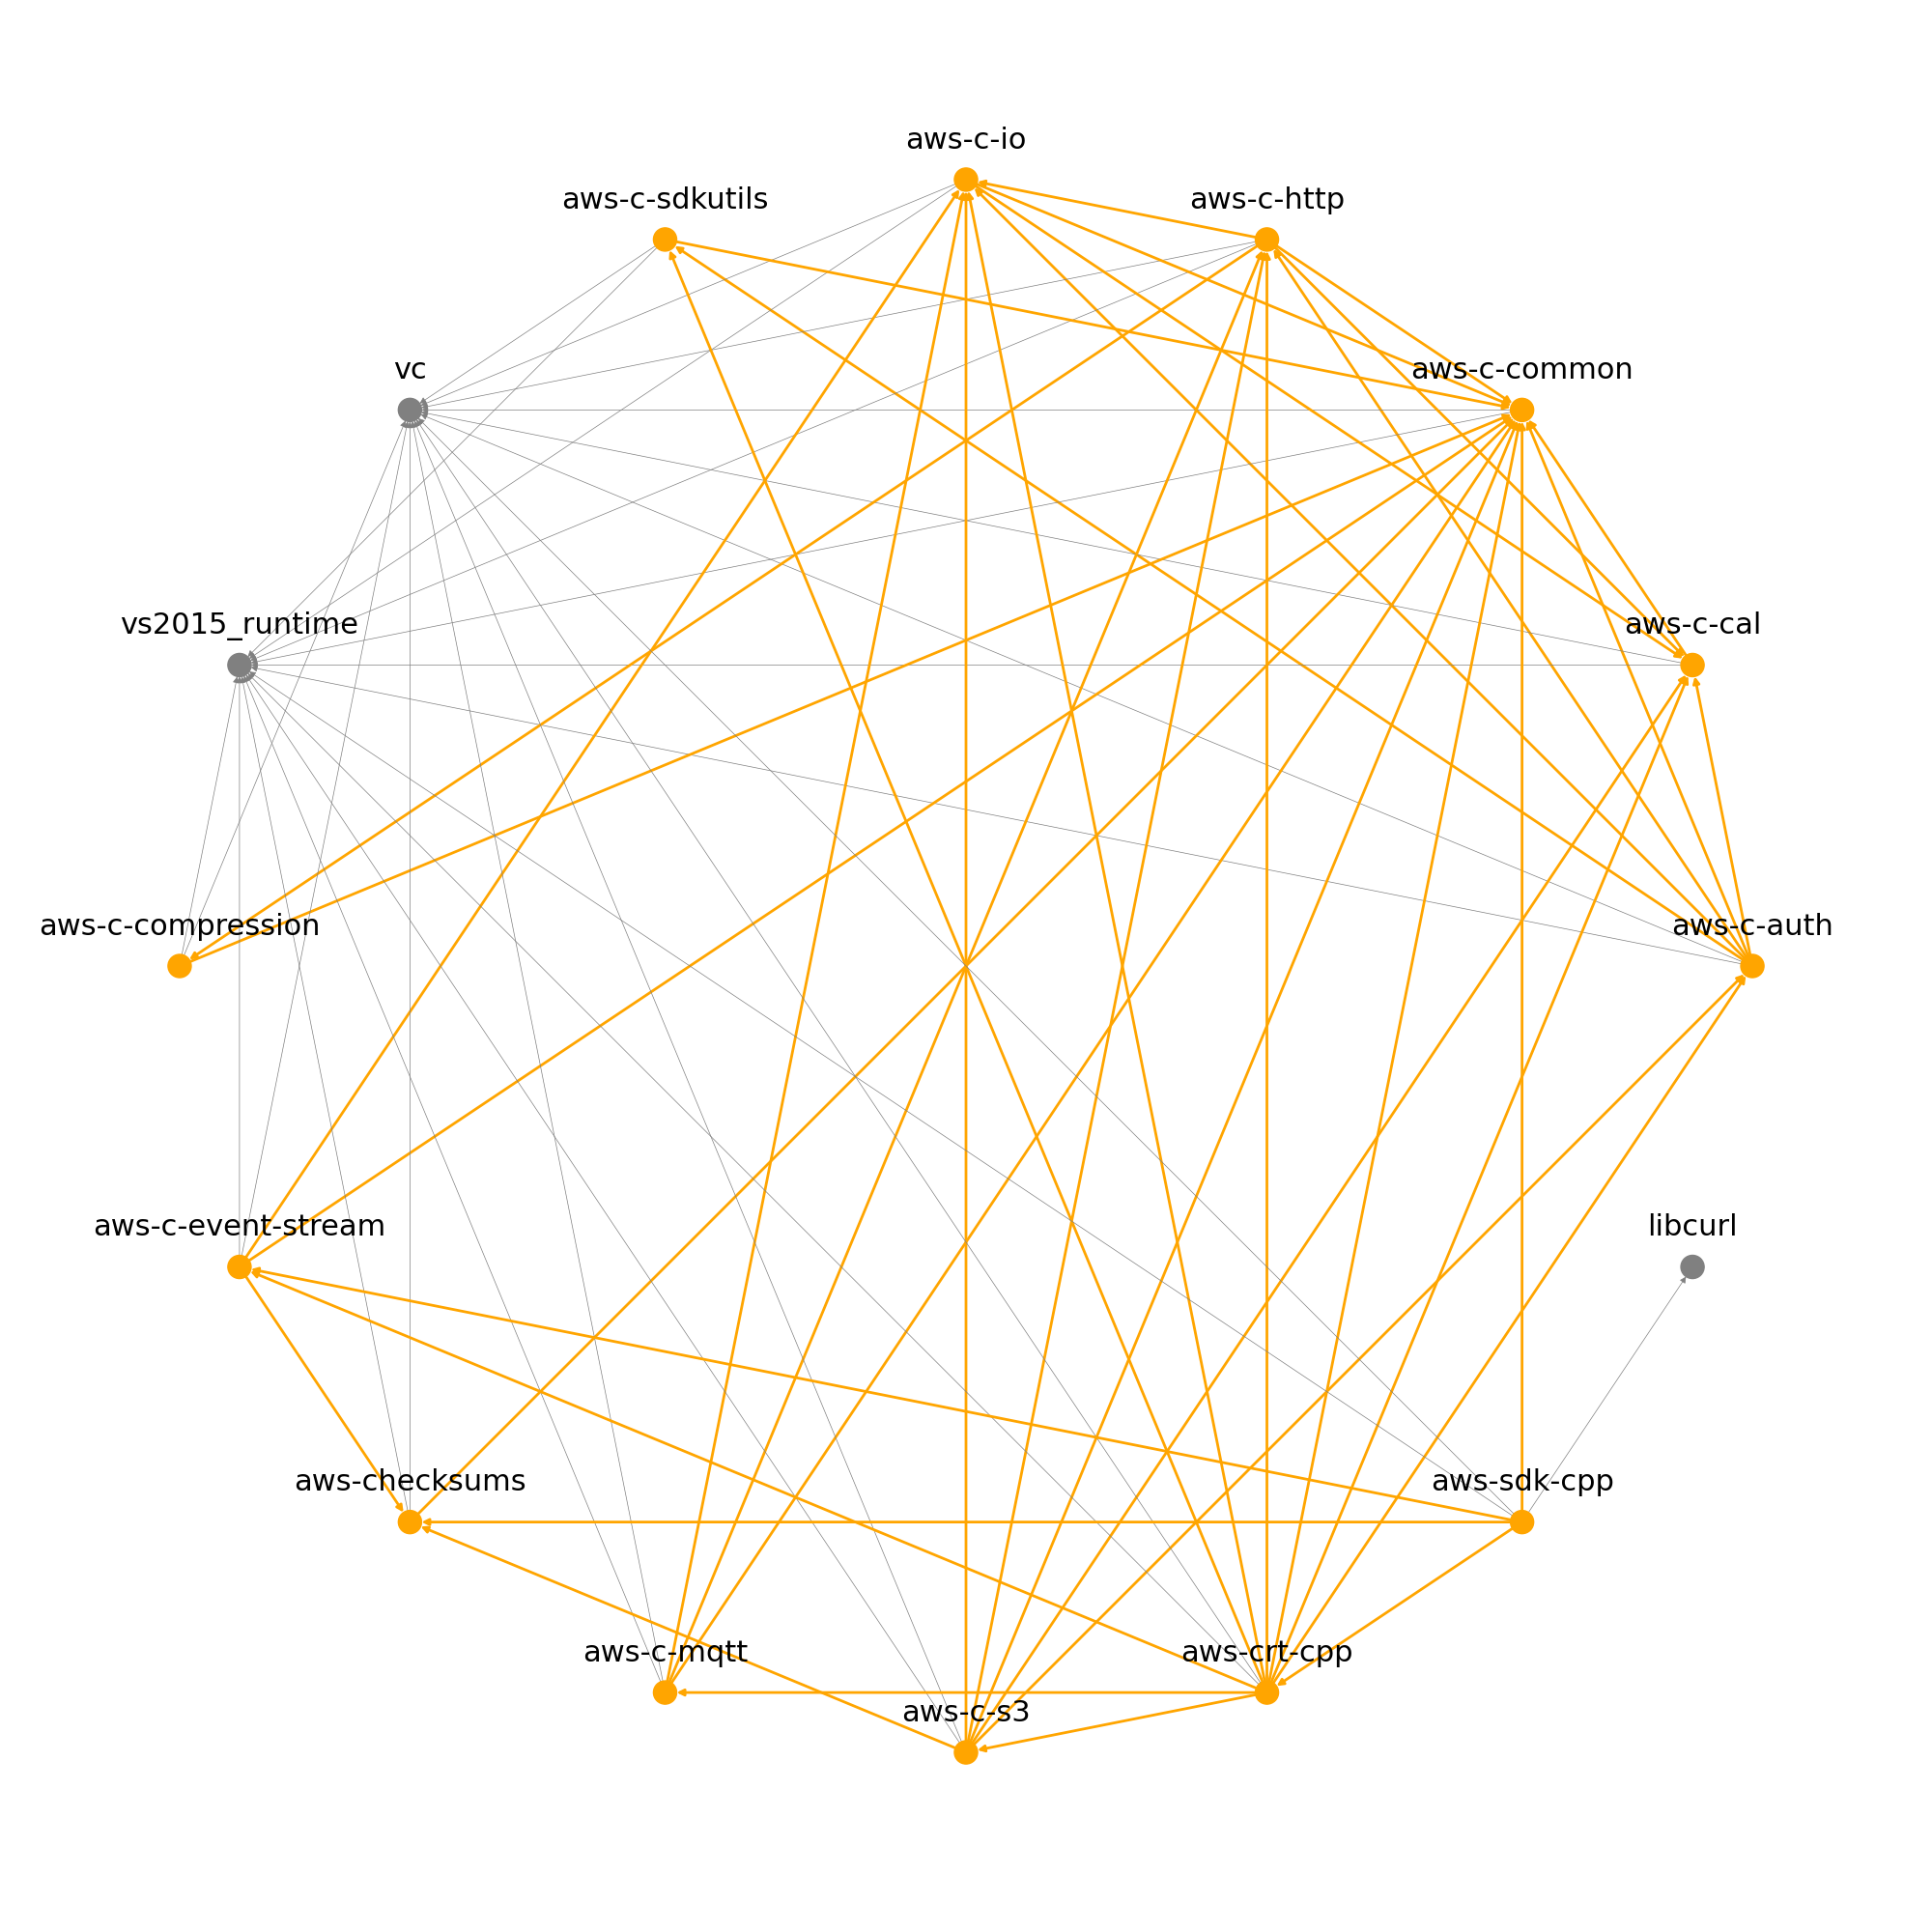 aws-c-io
aws-c-sdkutils
aws-c-http
vc
aws-c-common
vs2015_runtime
aws-c-cal
aws-c-compression
aws-c-auth
aws-c-event-stream
libcurl
aws-checksums
aws-sdk-cpp
aws-c-mqtt
aws-crt-cpp
aws-c-s3